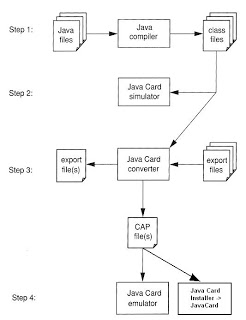 Step 1:
Java
files
Java
compiler
class
files
Step 2:
Java Card
simulator
Step 3:
export
file(s)
Java Card
converter
export
files
CAP
file(s)
Step 4:
Java Card
emulator
Java Card
Installer ->
JavaCard